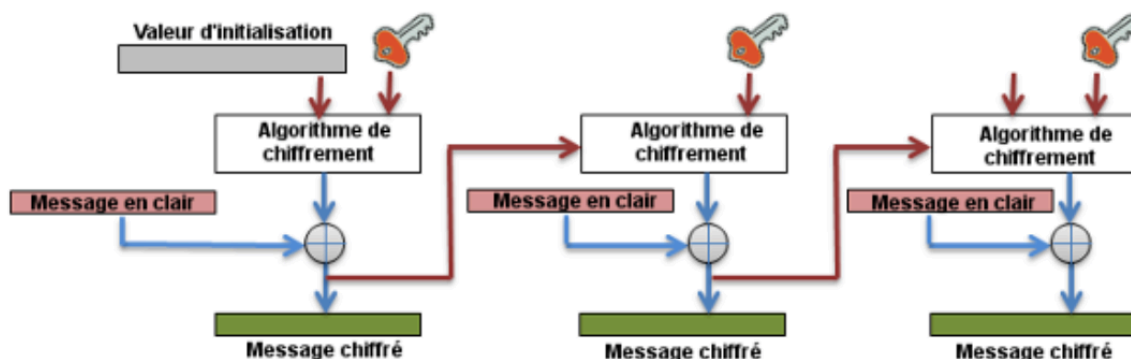 Valeur d'initialisation
Algorithme de
chiffrement
Algorithme de
chiffrement
Algorithme de
chiffrement
Message en clair
Message en clair
Message en clair
Message chiffré
Message chiffré
Message chiffré